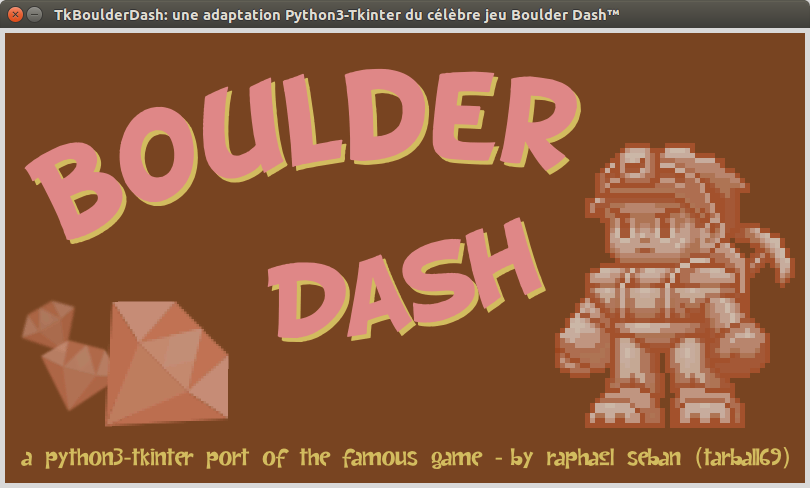 TkBoulderDash: une adaptation Python3-Tkinter du célèbre jeu Boulder Dash™
BOULDER
DASH
a python3-tkinter port of the famous game - by raphael seban (tarball69)